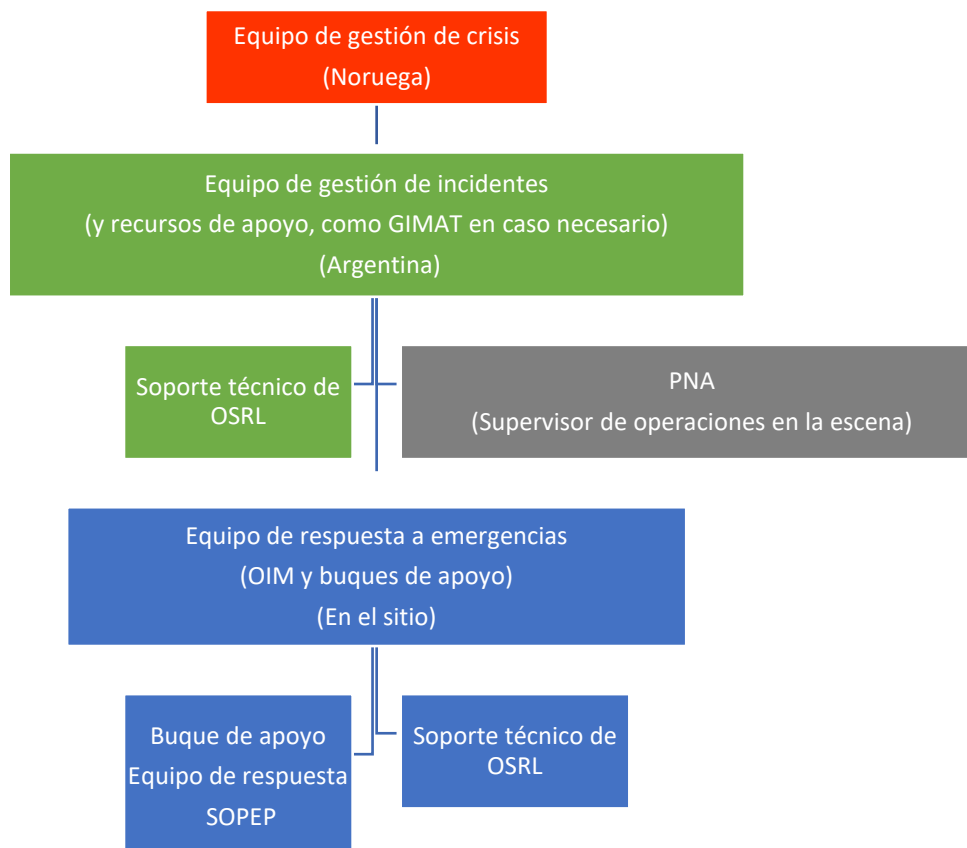 Equipo de gestión de crisis
(Noruega)
Equipo de gestión de incidentes
(y recursos de apoyo, como GIMAT en caso necesario)
(Argentina)
Soporte técnico de
OSRL
PNA
(Supervisor de operaciones en la escena)
Equipo de respuesta a emergencias
(OIM y buques de apoyo)
(En el sitio)
Buque de apoyo
Equipo de respuesta
SOPEP
Soporte técnico de
OSRL